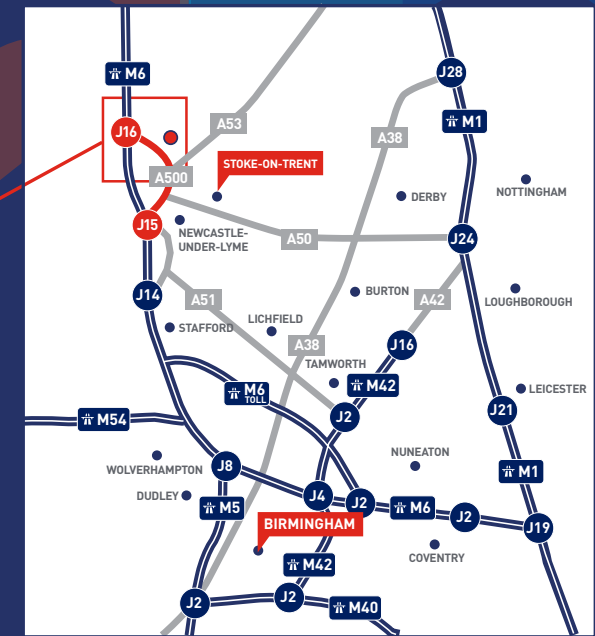 M6
J28
M1
A53
J16
A38
STOKE-ON-TRENT
A500
DERBY
NOTTINGHAM
J15
NEWCASTLE-
UNDER-LYME
A50
J24
J14
A51
BURTON
A42
LOUGHBOROUGH
LICHFIELD
STAFFORD
A38
J16
TAMWORTH
M42
M6
TOLL
LEICESTER
M54
J2
J21
NUNEATON
WOLVERHAMPTON
J8
M1
DUDLEY
J4
J2
M5
M6
J2
BIRMINGHAM
J19
COVENTRY
M42
J2
J2
M40